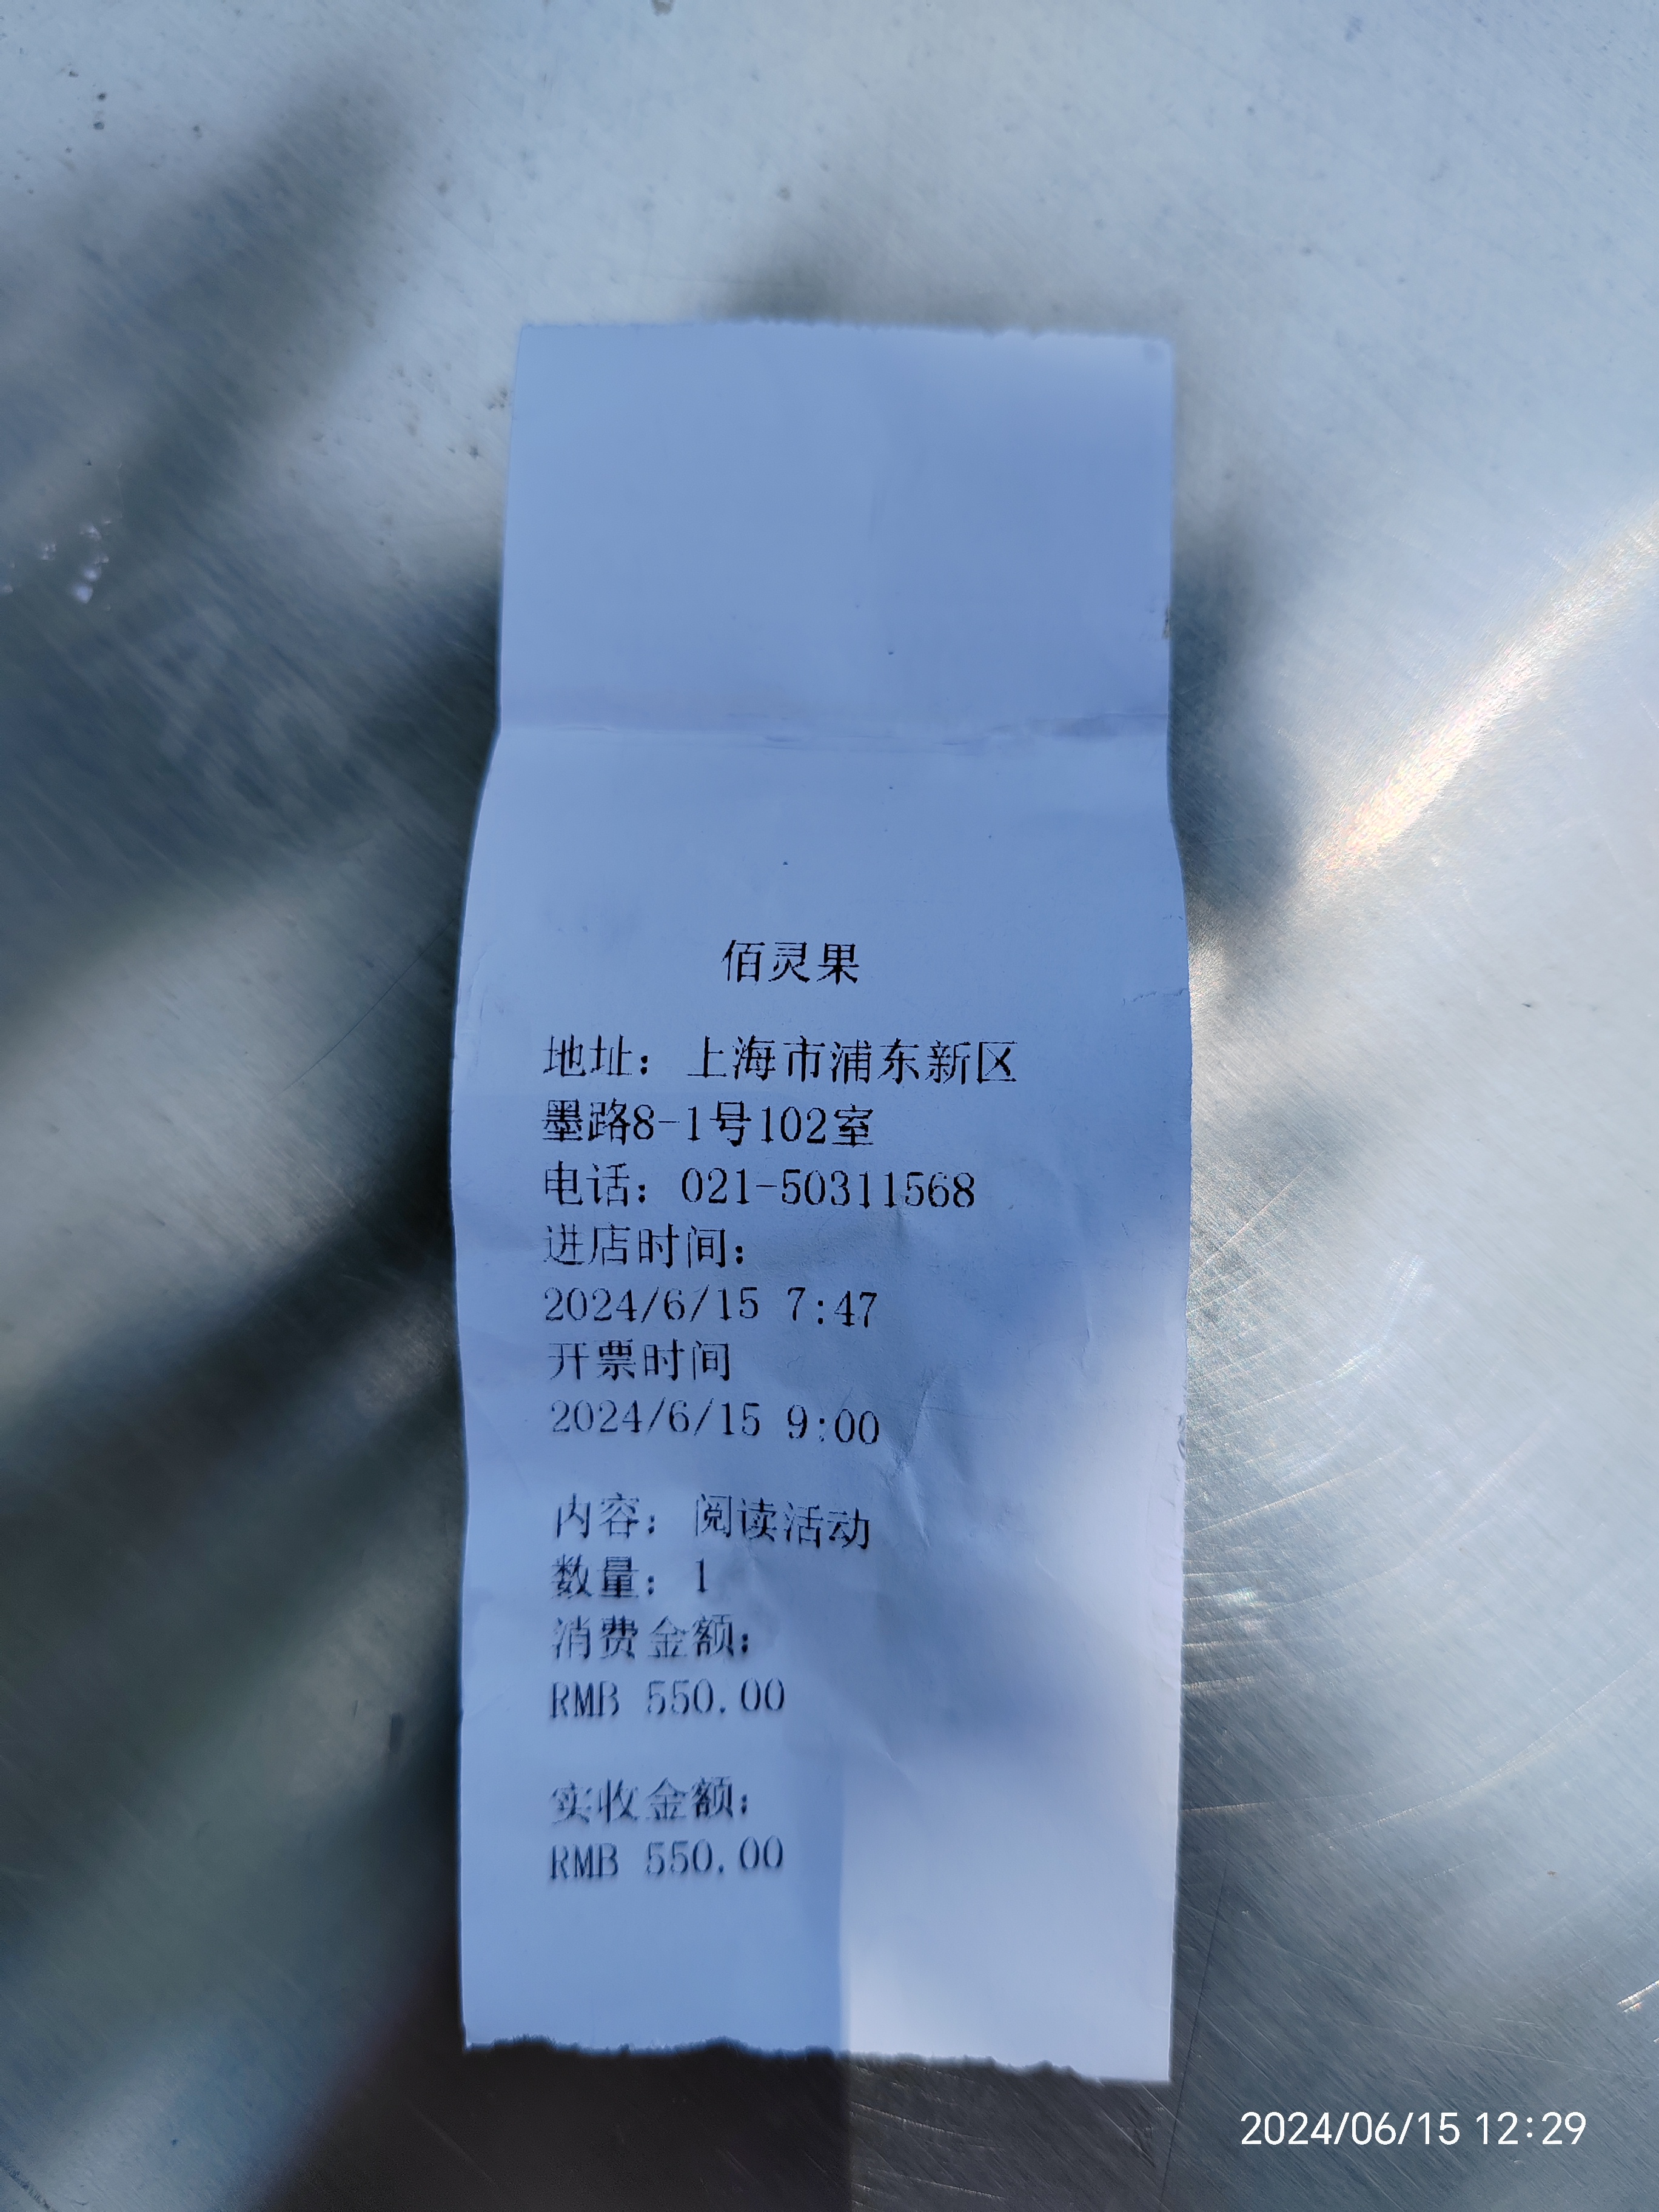 佰灵果
地址：上海市浦东新区
墨路8-1号102室
电话：021-50311568
进店时间：
2024/6/15 7:47
开票时间
2024/6/15 9:00
内容：阅读活动
数量：1
消费金额：
RMB 550.00
实收金额：
RMB 550.00
2024/06/15 12:29